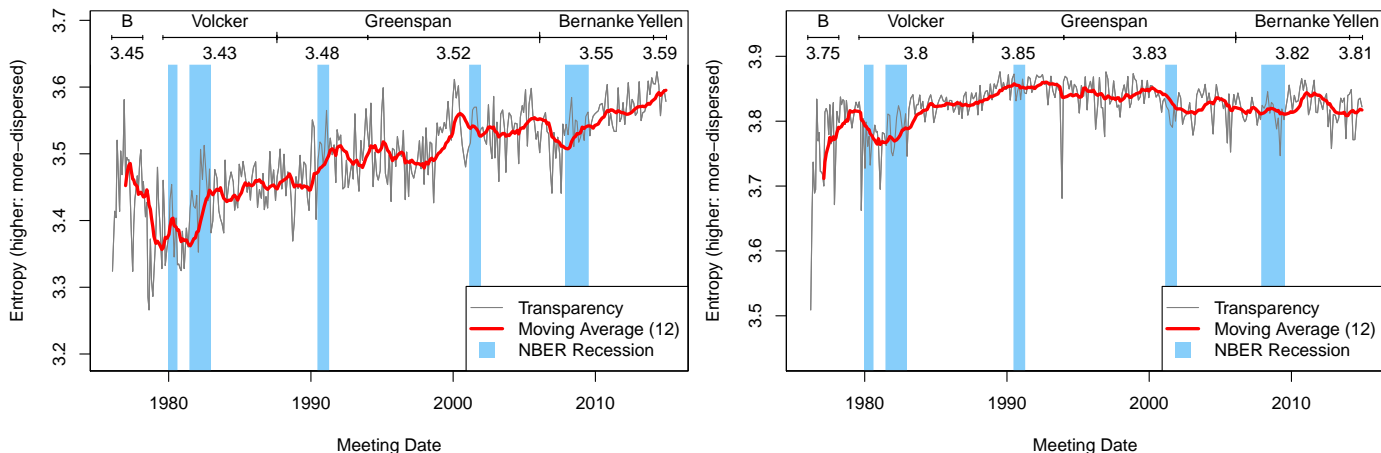 B Volcker Greenspan Bernanke Yellen
3.45 3.43 3.48 3.52 3.55 3.59
Entropy (higher: more−dispersed)
3.7
3.6
3.5
3.4
3.3
3.2
Transparency
Moving Average (12)
NBER Recession
1980 1990 2000 2010
Meeting Date
B Volcker Greenspan Bernanke Yellen
3.75 3.8 3.85 3.83 3.82 3.81
Entropy (higher: more−dispersed)
3.9
3.8
3.7
3.6
3.5
Transparency
Moving Average (12)
NBER Recession
1980 1990 2000 2010
Meeting Date